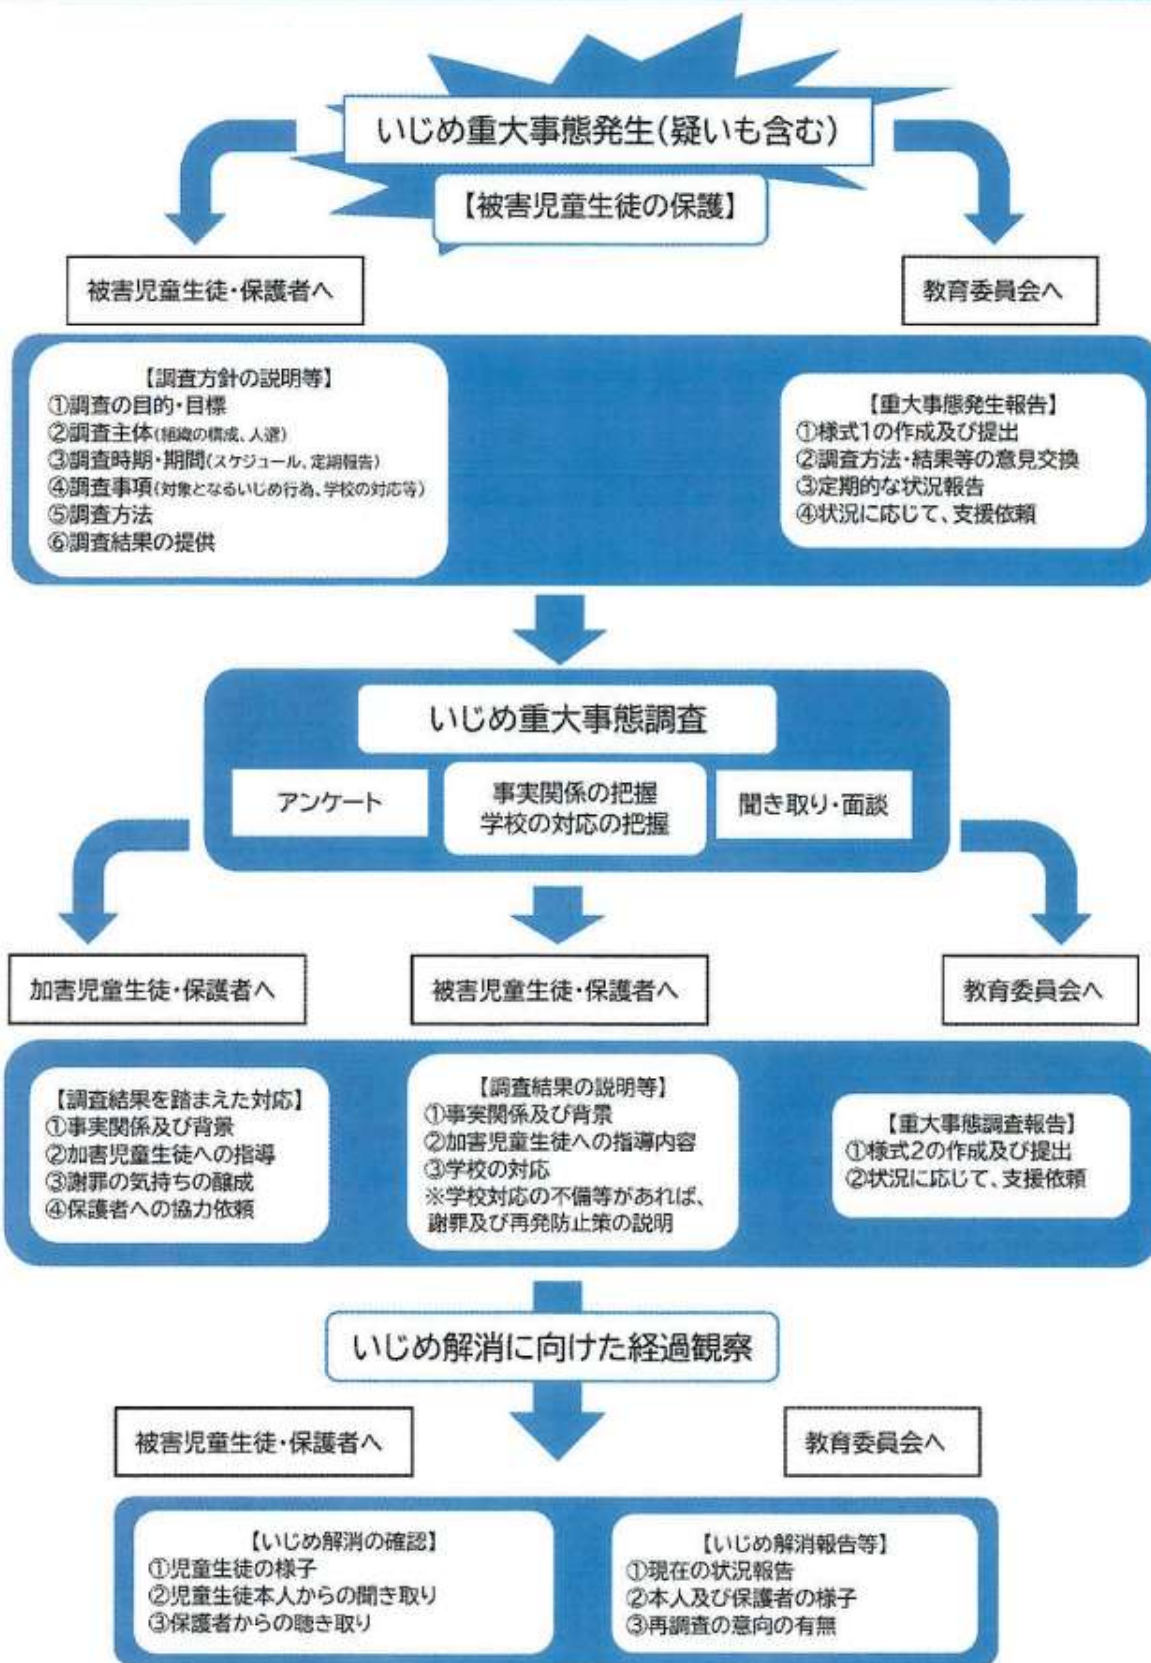 いじめ重大事態発生(疑いも含む)
【被害児童生徒の保護】
被害児童生徒・保護者へ
教育委員会へ
【調査方針の説明等】
①調査の目的・目標
②調査主体(組織の構成、人選)
③調査時期・期間(スケジュール、定期報告)
④調査事項(対象となるいじめ行為、学校の対応等)
⑤調査方法
⑥調査結果の提供
【重大事態発生報告】
①様式1の作成及び提出
②調査方法・結果等の意見交換
③定期的な状況報告
④状況に応じて、支援依頼
いじめ重大事態調査
アンケート
事実関係の把握
学校の対応の把握
聞き取り・面談
加害児童生徒・保護者へ
被害児童生徒・保護者へ
教育委員会へ
【調査結果を踏まえた対応】
①事実関係及び背景
②加害児童生徒への指導
③謝罪の気持ちの醸成
④保護者への協力依頼
【調査結果の説明等】
①事実関係及び背景
②加害児童生徒への指導内容
③学校の対応
※学校対応の不備等があれば、
謝罪及び再発防止策の説明
【重大事態調査報告】
①様式2の作成及び提出
②状況に応じて、支援依頼
いじめ解消に向けた経過観察
被害児童生徒・保護者へ
教育委員会へ
【いじめ解消の確認】
①児童生徒の様子
②児童生徒本人からの聞き取り
③保護者からの聴き取り
【いじめ解消報告等】
①現在の状況報告
②本人及び保護者の様子
③再調査の意向の有無